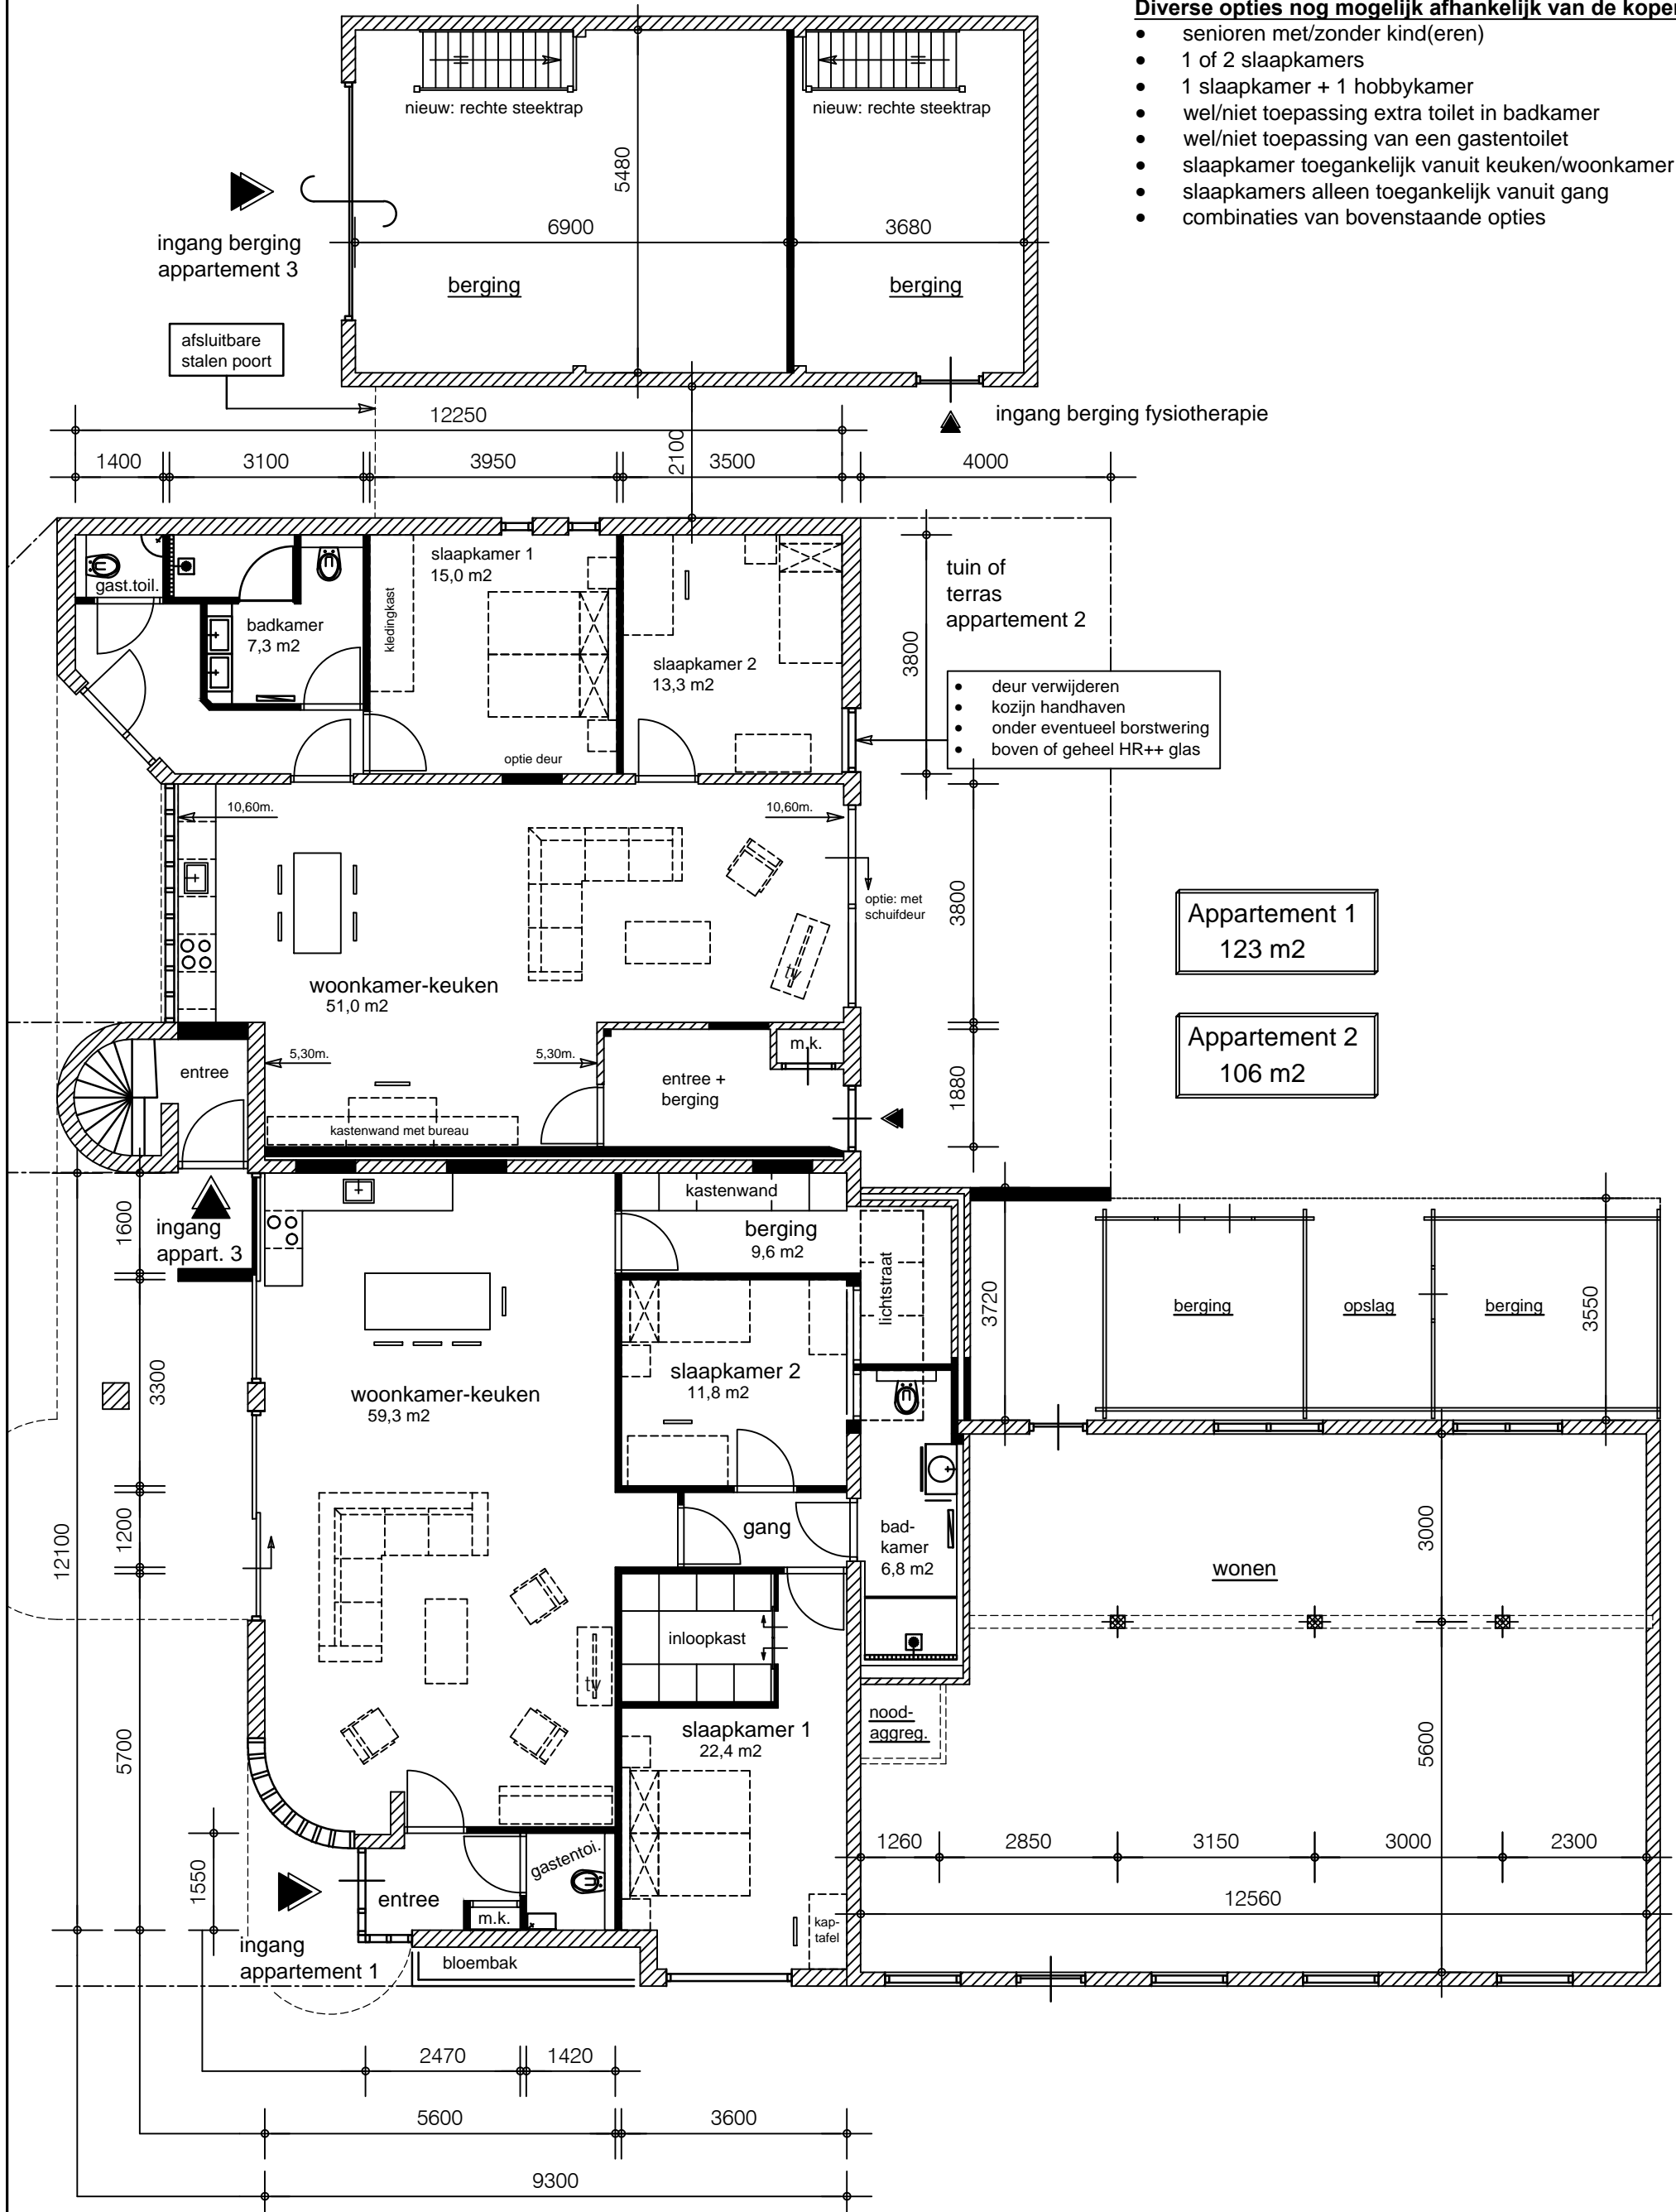 Diverse opties nog mogelijk afhankelijk van de koper
• senioren met/zonder kind(eren)
• 1 of 2 slaapkamers
• 1 slaapkamer + 1 hobbykamer
• wel/niet toepassing extra toilet in badkamer
• wel/niet toepassing van een gastentoilet
• slaapkamer toegankelijk vanuit keuken/woonkamer
• slaapkamers alleen toegankelijk vanuit gang
• combinaties van bovenstaande opties
nieuw: rechte steektrap
nieuw: rechte steektrap
5480
6900
3680
ingang berging
appartement 3
berging
berging
afsluitbare
stalen poort
ingang berging fysiotherapie
12250
2100
1400
3100
3950
3500
4000
gast.toil.
badkamer
7,3 m2
kledingkast
slaapkamer 1
15,0 m2
slaapkamer 2
13,3 m2
optie deur
3800
tuin of
terras
appartement 2
• deur verwijderen
• kozijn handhaven
• onder eventueel borstwering
• boven of geheel HR++ glas
10,60m.
10,60m.
optie: met
schuifdeur
3800
tv
woonkamer-keuken
51,0 m2
Appartement 1
123 m2
Appartement 2
106 m2
entree
5,30m.
5,30m.
m.k.
entree +
berging
1880
kastenwand met bureau
ingang
appart. 3
1600
kastenwand
berging
9,6 m2
lichtstraat
3720
berging
opslag
berging
3550
3300
woonkamer-keuken
59,3 m2
slaapkamer 2
11,8 m2
12100
1200
gang
bad-
kamer
6,8 m2
3000
wonen
inloopkast
tv
5700
slaapkamer 1
22,4 m2
nood-
aggreg.
5600
1260
2850
3150
3000
2300
12560
1550
entree
gastentoi.
m.k.
kap-
tafel
ingang
appartement 1
bloembak
2470
1420
5600
3600
9300